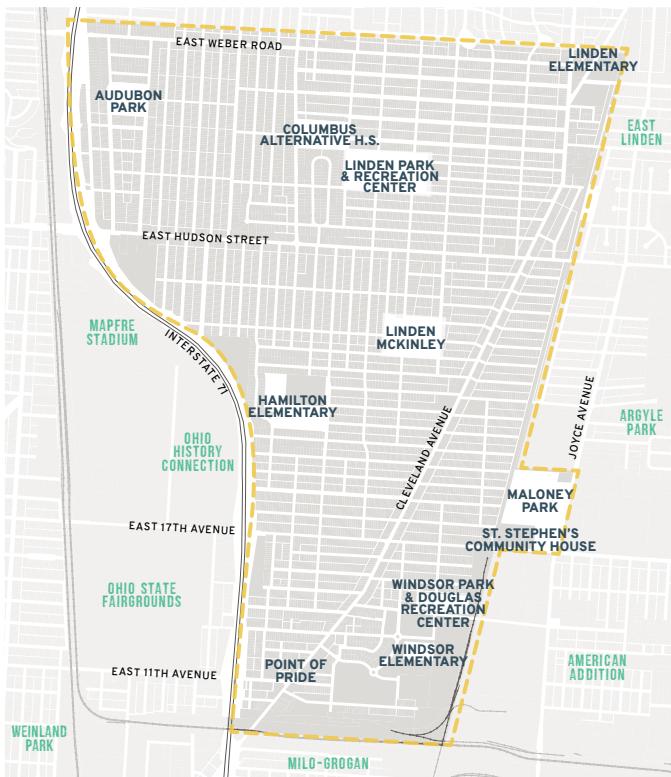 EAST WEBER ROAD
LINDEN
ELEMENTARY
AUDUBON
PARK
COLUMBUS
ALTERNATIVE H.S.
EAST
LINDEN
LINDEN PARK
& RECREATION
CENTER
EAST HUDSON STREET
MAPFRE
STADIUM
INTERSTATE 71
LINDEN
MCKINLEY
HAMILTON
ELEMENTARY
CLEVELAND AVENUE
JOYCE AVENUE
ARGYLE
PARK
OHIO
HISTORY
CONNECTION
MALONEY
PARK
EAST 17TH AVENUE
ST. STEPHEN'S
COMMUNITY HOUSE
OHIO STATE
FAIRGROUNDS
WINDSOR PARK
& DOUGLAS
RECREATION
CENTER
WINDSOR
ELEMENTARY
EAST 11TH AVENUE
POINT OF
PRIDE
AMERICAN
ADDITION
WEINLAND
PARK
MILO-GROGAN